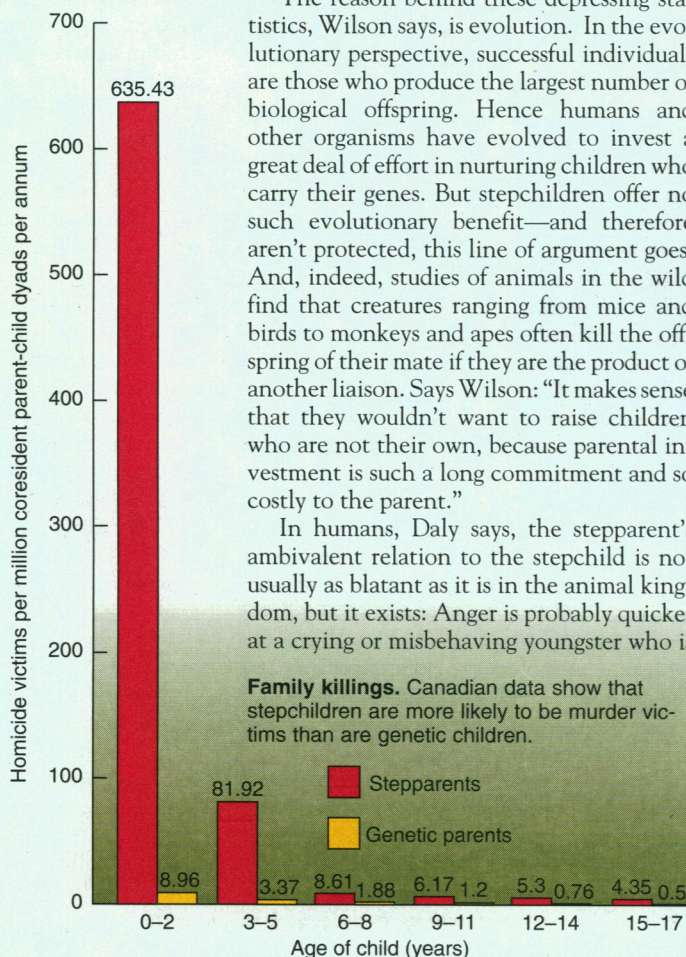 The reason behind these depressing sta-
tistics, Wilson says, is evolution. In the evo-
lutionary perspective, successful individual
are those who produce the largest number o
biological offspring. Hence humans and
other organisms have evolved to invest a
great deal of effort in nurturing children who
carry their genes. But stepchildren offer no
such evolutionary benefit—and therefore
aren't protected, this line of argument goes
And, indeed, studies of animals in the wild
find that creatures ranging from mice and
birds to monkeys and apes often kill the off
spring of their mate if they are the product o
another liaison. Says Wilson: "It makes sense
that they wouldn't want to raise children
who are not their own, because parental in
vestment is such a long commitment and so
costly to the parent."
In humans, Daly says, the stepparent'
ambivalent relation to the stepchild is no
usually as blatant as it is in the animal king
dom, but it exists: Anger is probably quicke
at a crying or misbehaving youngster who i
Family killings. Canadian data show that
stepchildren are more likely to be murder vic-
tims than are genetic children.
Stepparents
Genetic parents
Homicide victims per million coresident parent-child dyads per annum
700
600
500
400
300
200
100
0
635.43
8.96
81.92
3.37
8.61
1.88
6.17
1.2
5.3
0.76
4.35
0.5
0–2 3–5 6–8 9–11 12–14 15–17
Age of child (years)